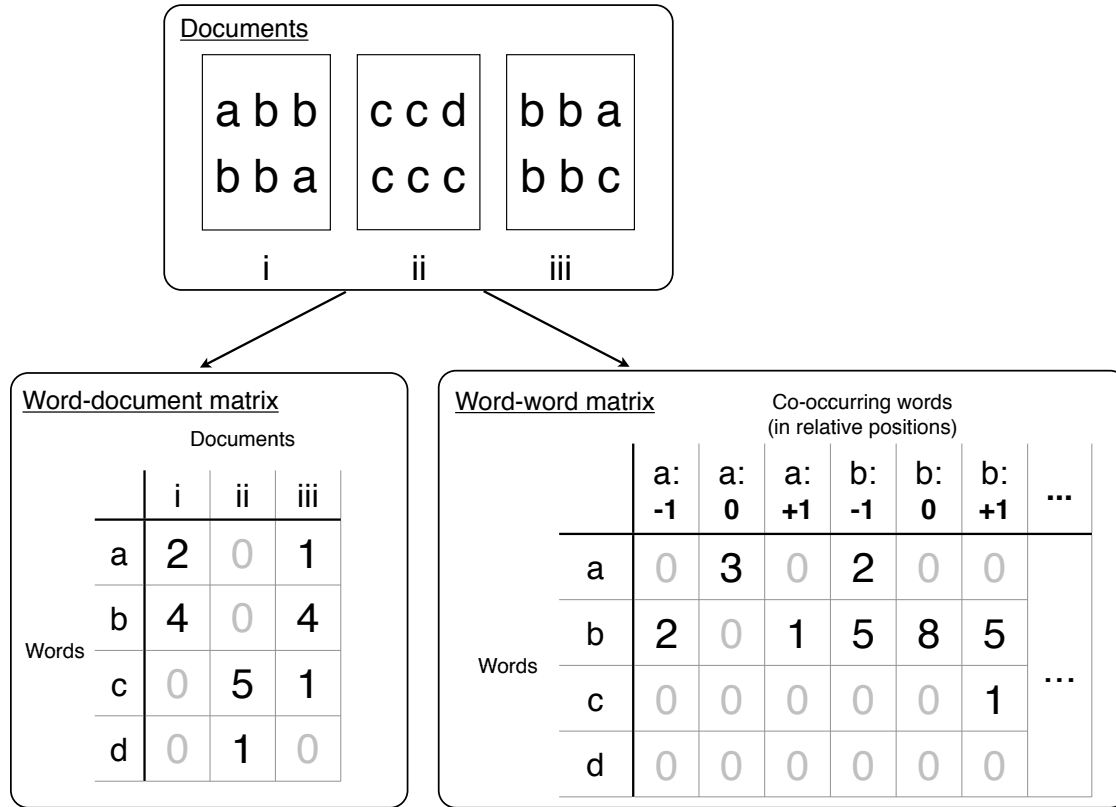 Documents
a b b
b b a
c c d
c c c
b b a
b b c
i ii iii
Word-document matrix
Documents
i ii iii
a 2 0 1
b 4 0 4
c 0 5 1
d 0 1 0
Words
Word-word matrix
Co-occurring words
(in relative positions)
a: a: a: b: b: b: ...
-1 0 +1 -1 0 +1
a 0 3 0 2 0 0
b 2 0 1 5 8 5
c 0 0 0 0 0 1
d 0 0 0 0 0 0
Words
...